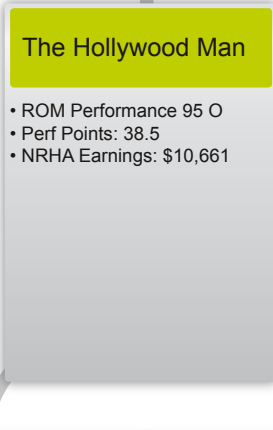 The Hollywood Man
• ROM Performance 95 O
• Perf Points: 38.5
• NRHA Earnings: $10,661